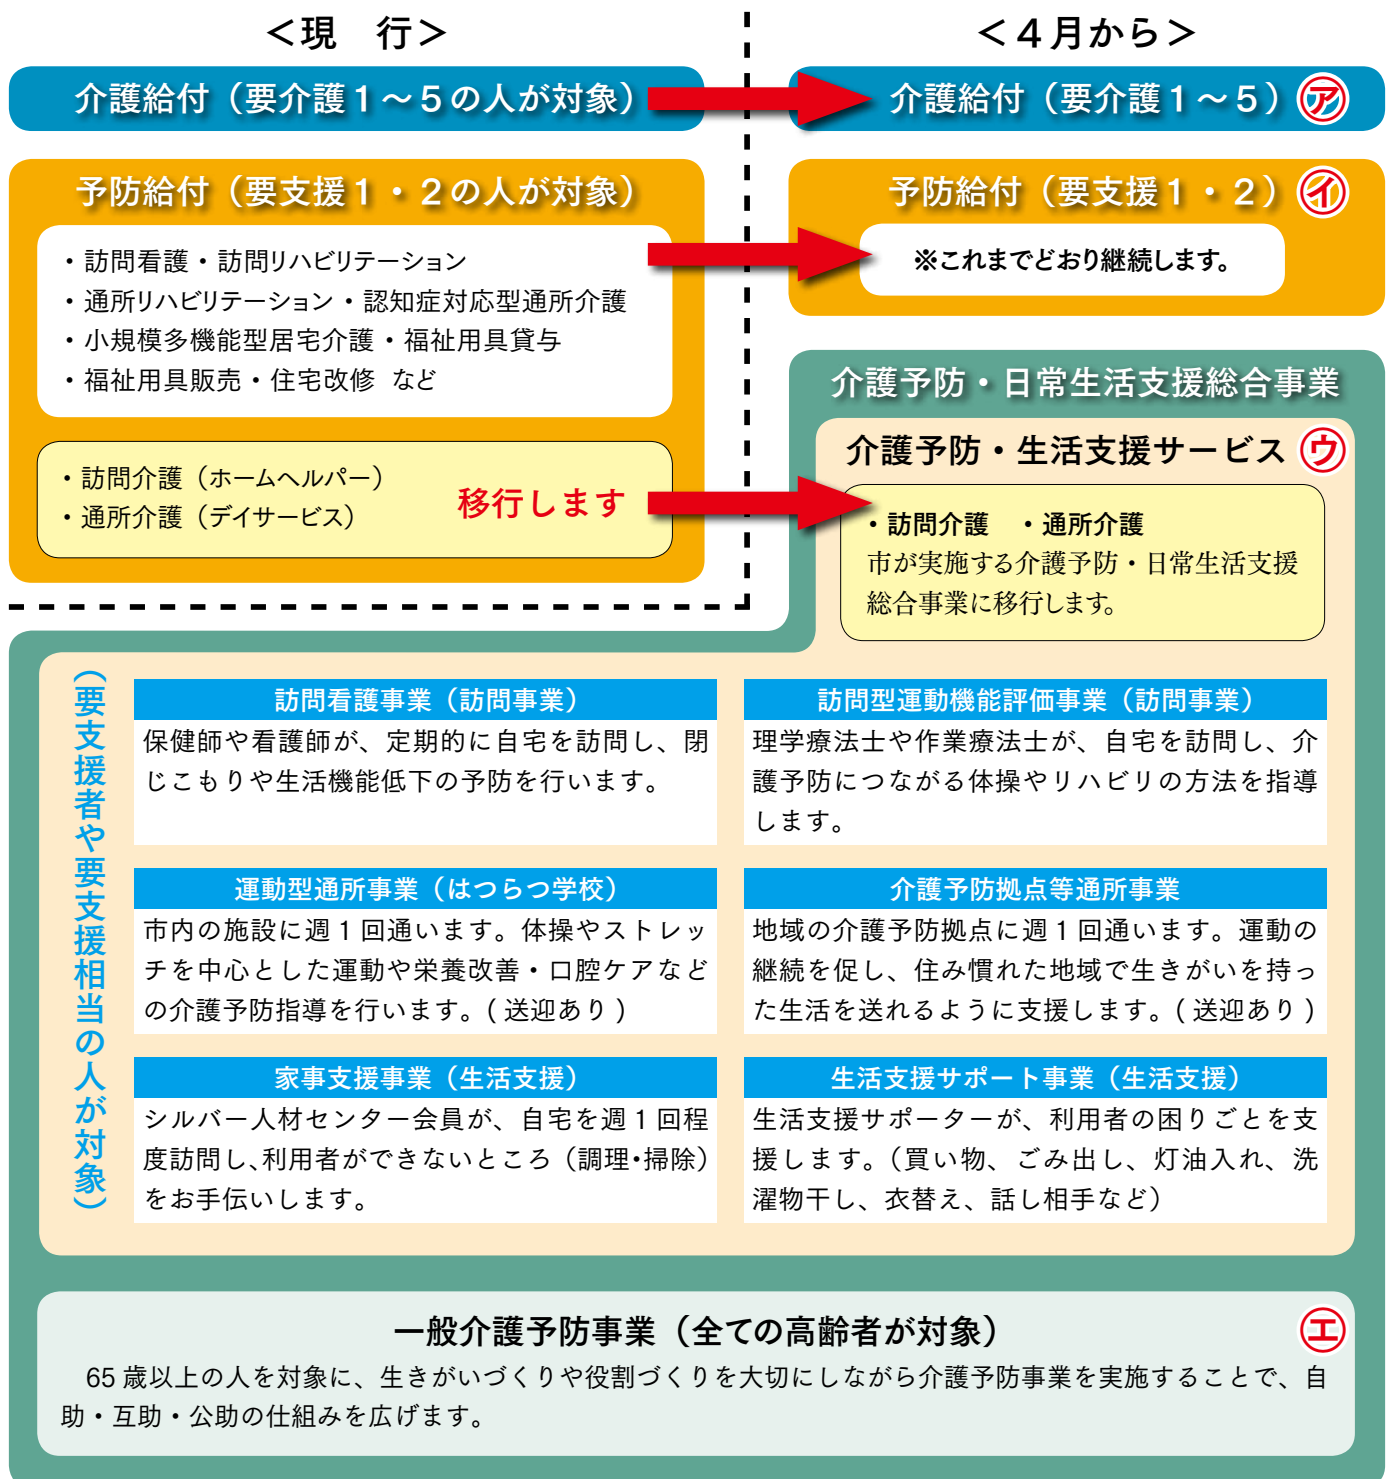 ＜現　行＞
＜４月から＞
介護給付（要介護１～５の人が対象）
介護給付（要介護１～５）㋐
予防給付（要支援１・２の人が対象）
・訪問看護・訪問リハビリテーション
・通所リハビリテーション・認知症対応型通所介護
・小規模多機能型居宅介護・福祉用具貸与
・福祉用具販売・住宅改修 など
予防給付（要支援１・２）㋑
※これまでどおり継続します。
・訪問介護（ホームヘルパー）
・通所介護（デイサービス）
移行します
介護予防・日常生活支援総合事業
介護予防・生活支援サービス ㋒
・訪問介護　・通所介護
市が実施する介護予防・日常生活支援
総合事業に移行します。
（要支援者や要支援相当の人が対象）
訪問看護事業（訪問事業）
保健師や看護師が、定期的に自宅を訪問し、閉
じこもりや生活機能低下の予防を行います。
訪問型運動機能評価事業（訪問事業）
理学療法士や作業療法士が、自宅を訪問し、介
護予防につながる体操やリハビリの方法を指導
します。
運動型通所事業（はつらつ学校）
市内の施設に週１回通います。体操やストレッ
チを中心とした運動や栄養改善・口腔ケアなど
の介護予防指導を行います。( 送迎あり )
介護予防拠点等通所事業
地域の介護予防拠点に週１回通います。運動の
継続を促し、住み慣れた地域で生きがいを持っ
た生活を送れるように支援します。( 送迎あり )
家事支援事業（生活支援）
シルバー人材センター会員が、自宅を週１回程
度訪問し、利用者ができないところ（調理・掃除）
をお手伝いします。
生活支援サポート事業（生活支援）
生活支援サポーターが、利用者の困りごとを支
援します。（買い物、ごみ出し、灯油入れ、洗
濯物干し、衣替え、話し相手など）
一般介護予防事業（全ての高齢者が対象）
㋓
65 歳以上の人を対象に、生きがいづくりや役割づくりを大切にしながら介護予防事業を実施することで、自
助・互助・公助の仕組みを広げます。